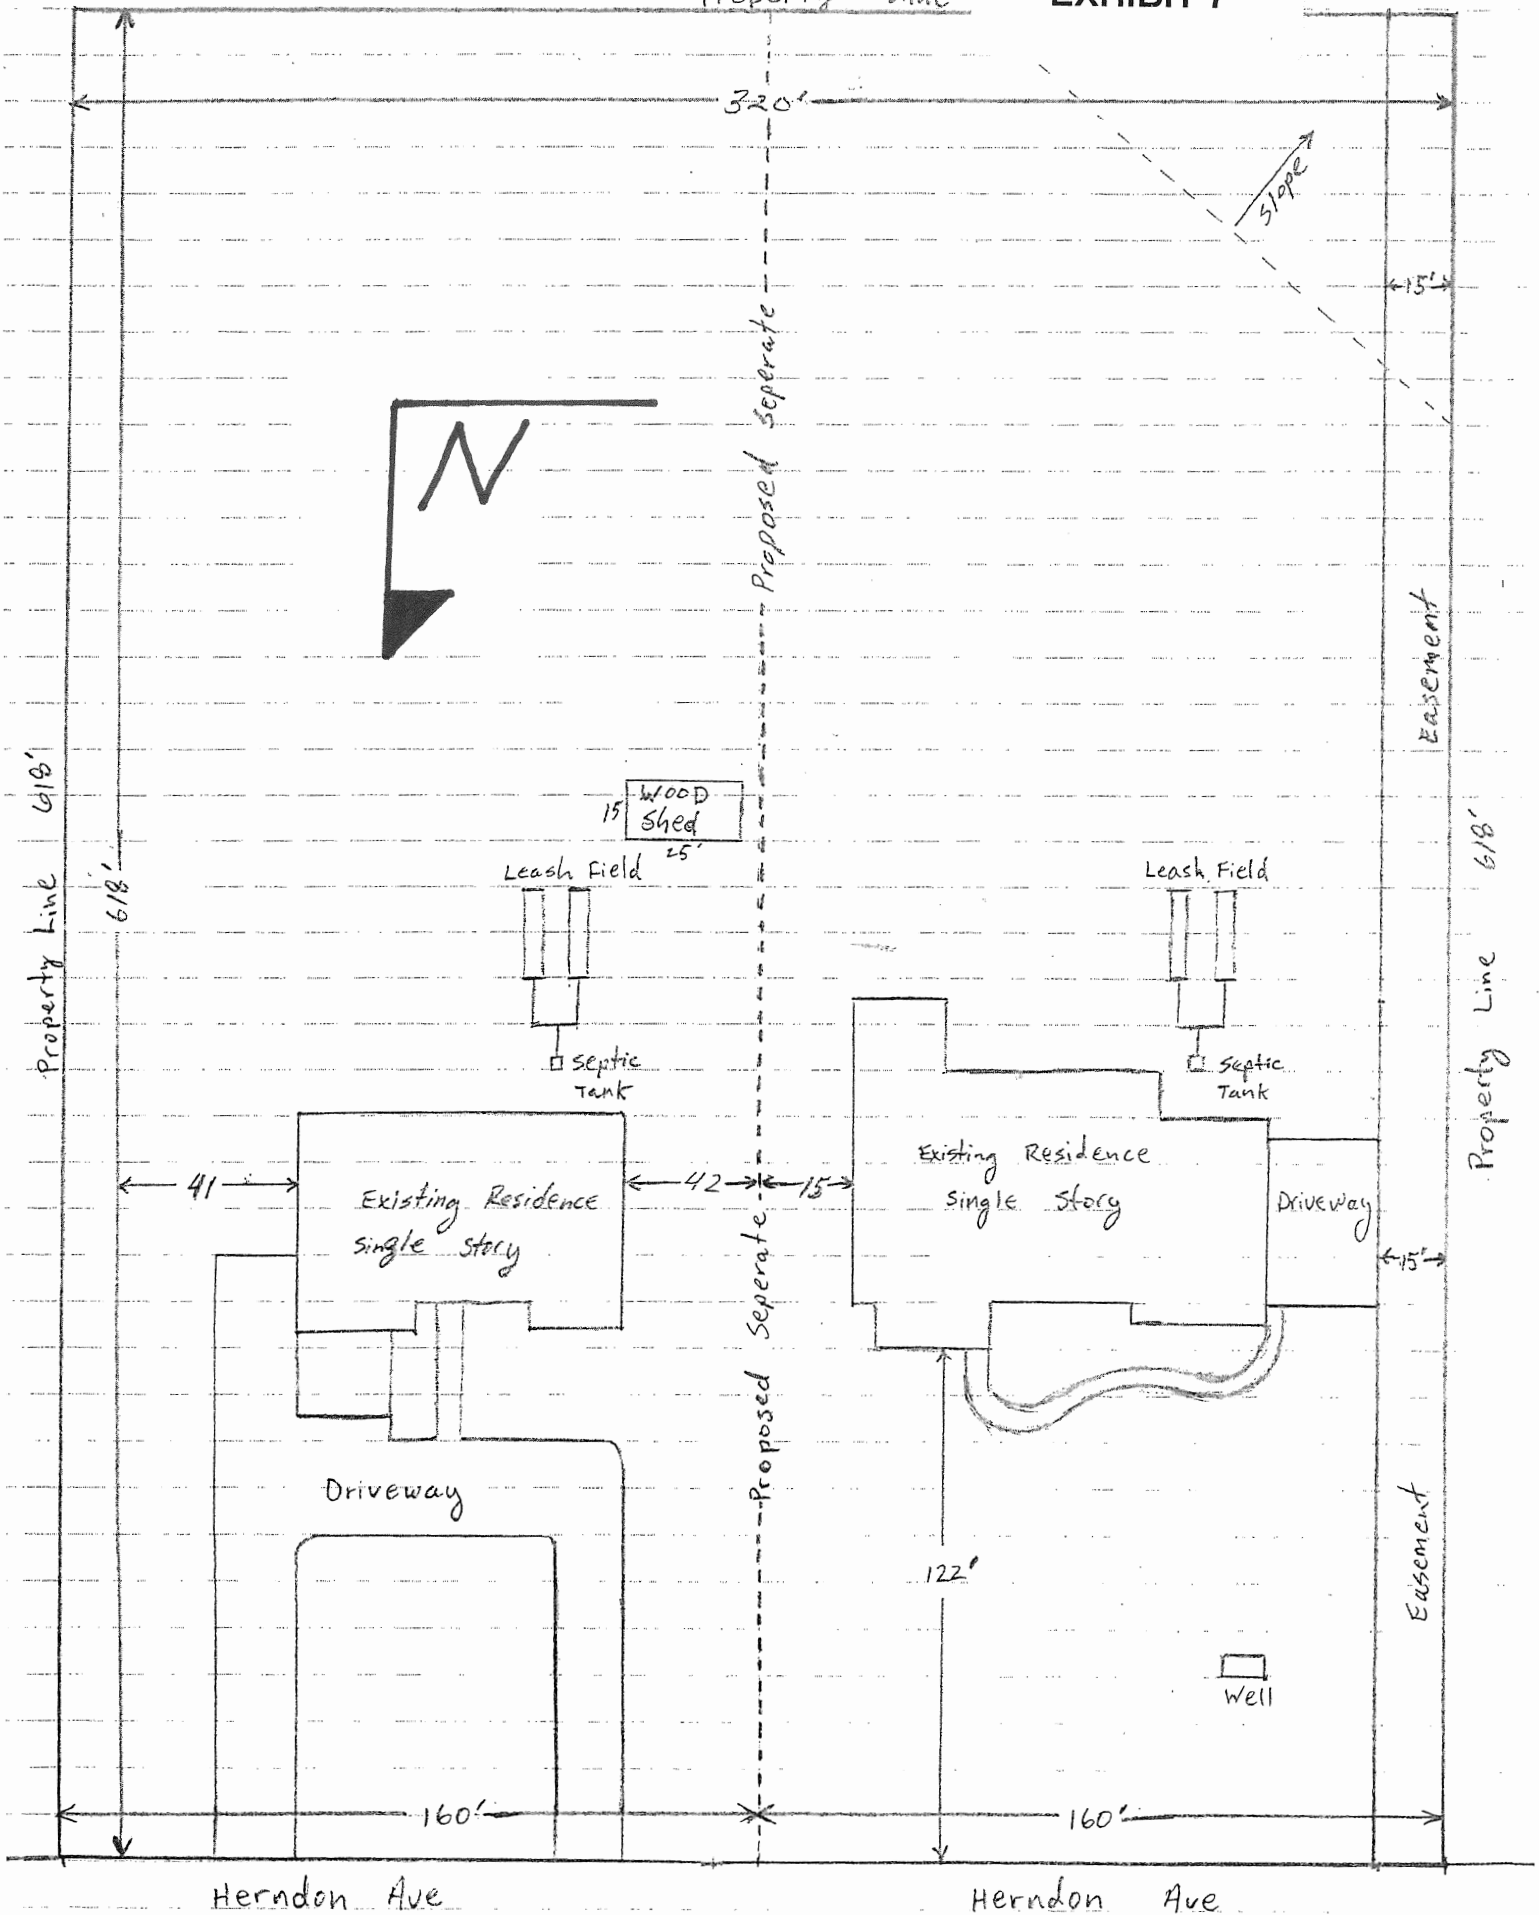 Property Line
EXHIBIT 7
320'
Slope
15'
Proposed Seperate
N
Easement
Property Line 618'
618'
WOOD
Shed
15
25'
Leash Field
Leash Field
Property Line 618'
Septic
Tank
Septic
Tank
41
Existing Residence
Single Story
42
15
Existing Residence
Single Story
Driveway
15'
Proposed Seperate
Driveway
122'
Easement
Well
160'
160'
Herndon Ave
Herndon Ave